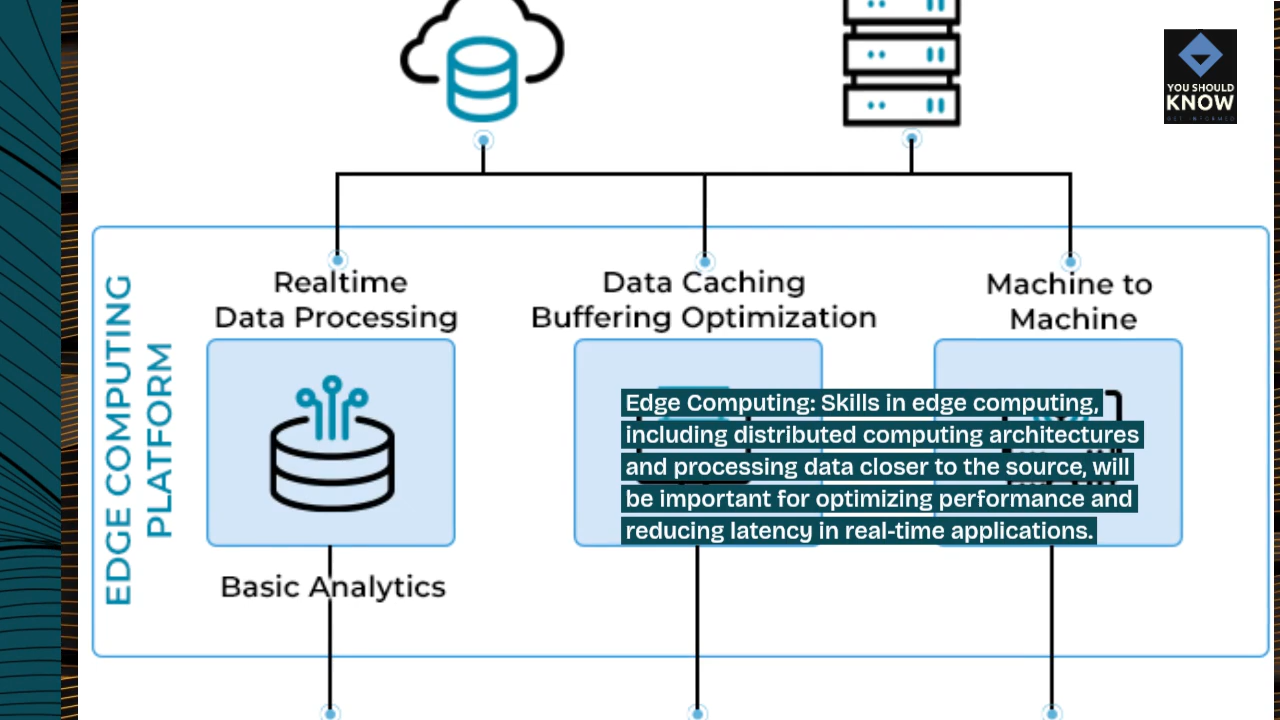 YOU SHOULD
KNOW
GET INFORMED
EDGE COMPUTING
PLATFORM
Realtime
Data Processing
Data Caching
Buffering Optimization
Machine to
Machine
Edge Computing: Skills in edge computing,
including distributed computing architectures
and processing data closer to the source, will
be important for optimizing performance and
reducing latency in real-time applications.
Basic Analytics